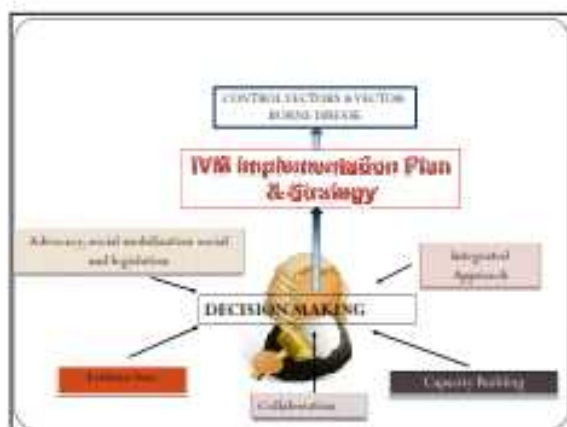 CONTROL VECTORS & VECTOR
BORNE DISEASE
IVM Implementation Plan
& Strategy
Advocacy, social mobilization social
and legislation
Integrated
Approach
DECISION MAKING
Capacity Building
Collaboration